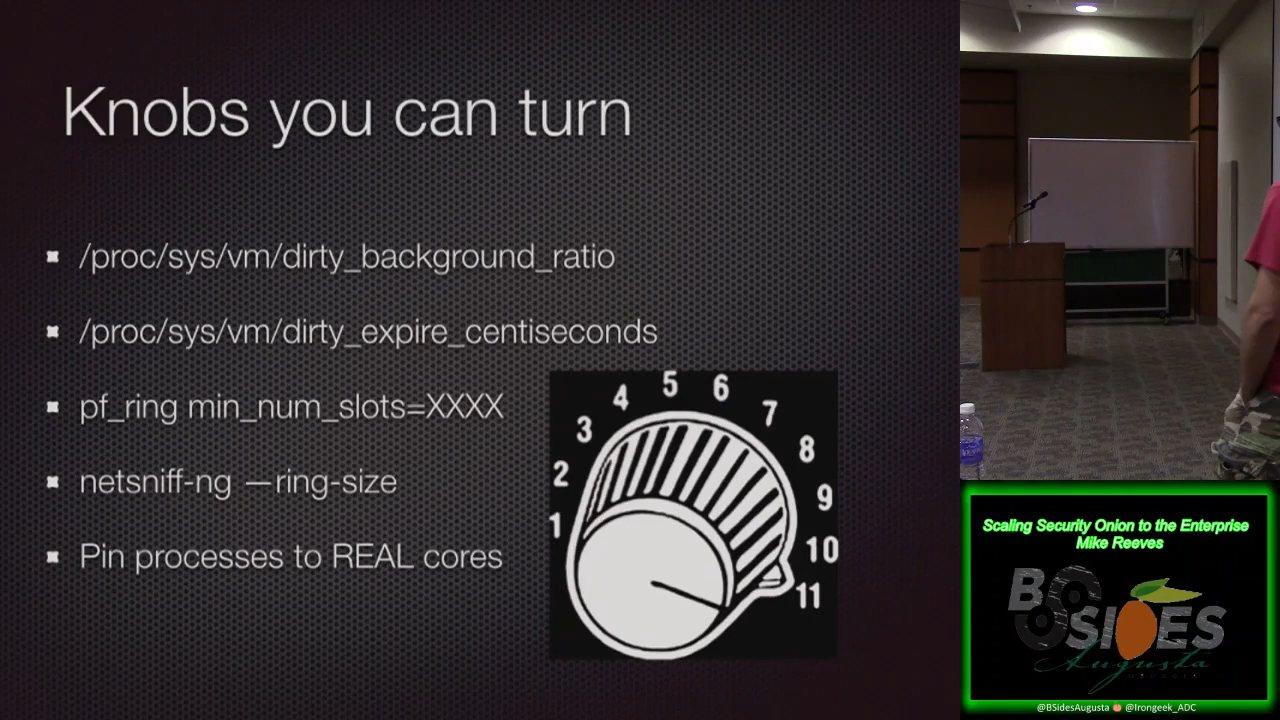 Knobs you can turn
/proc/sys/vm/dirty_background_ratio
/proc/sys/vm/dirty_expire_centiseconds
pf_ring min_num_slots=XXXX
netsniff-ng —ring-size
Pin processes to REAL cores
1
2
3
4
5
6
7
8
9
10
11
Scaling Security Onion to the Enterprise
Mike Reeves
BSIDES
Augusta
@BSidesAugusta @Irongeek_ADC